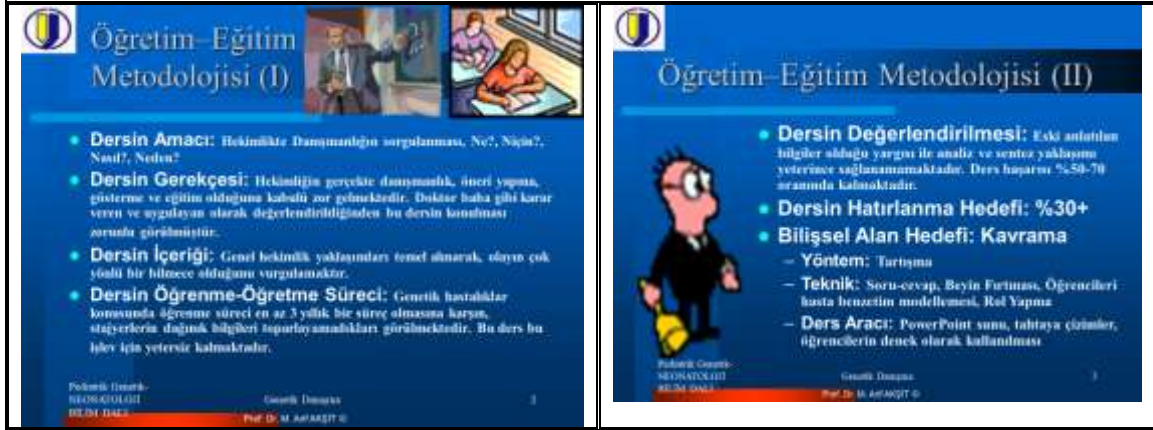 Öğretim–Eğitim
Metodolojisi (I)
Dersin Amacı: Hekimlikte Danışmanlığın sorgulanması, Ne?, Niçin?,
Nasıl?, Neden?
Dersin Gerekçesi: Hekimliğin gerçekte danışmanlık, öneri yapma,
gösterme ve eğitim olduğunu kabulü zor gelmektedir. Doktor baba gibi karar
veren ve uygulayan olarak değerlendirildiğinden bu dersin konulması
zorunlu görülmüştür.
Dersin İçeriği: Genel hekimlik yaklaşımları temel alınarak, olayın çok
yönlü bir bilmece olduğunu vurgulamaktır.
Dersin Öğrenme-Öğretme Süreci: Genetik hastalıklar
konusunda öğrenme süreci en az 3 yıllık bir süreç olmasına karşın,
stajyerlerin dağınık bilgileri toparlayamadıkları görülmektedir. Bu ders bu
işlev için yetersiz kalmaktadır.
Pediatrik Genetik-
NEONATOLOJİ
BİLİM DALI
Genetik Danışma
2
Prof. Dr. M. Arif AKŞİT ©
Öğretim–Eğitim Metodolojisi (II)
Dersin Değerlendirilmesi: Eski anlatılan
bilgiler olduğu yargısı ile analiz ve sentez yaklaşımı
yeterince sağlanamamaktadır. Ders başarısı %50-70
oranında kalmaktadır.
Dersin Hatırlanma Hedefi: %30+
Bilişsel Alan Hedefi: Kavrama
– Yöntem: Tartışma
– Teknik: Soru-cevap, Beyin Fırtınası, Öğrencileri
hasta benzetim modellemesi, Rol Yapma
– Ders Aracı: PowerPoint sunu, tahtaya çizimler,
öğrencilerin denek olarak kullanılması
Pediatrik Genetik-
NEONATOLOJİ
BİLİM DALI
Genetik Danışma
3
Prof. Dr. M. Arif AKŞİT ©